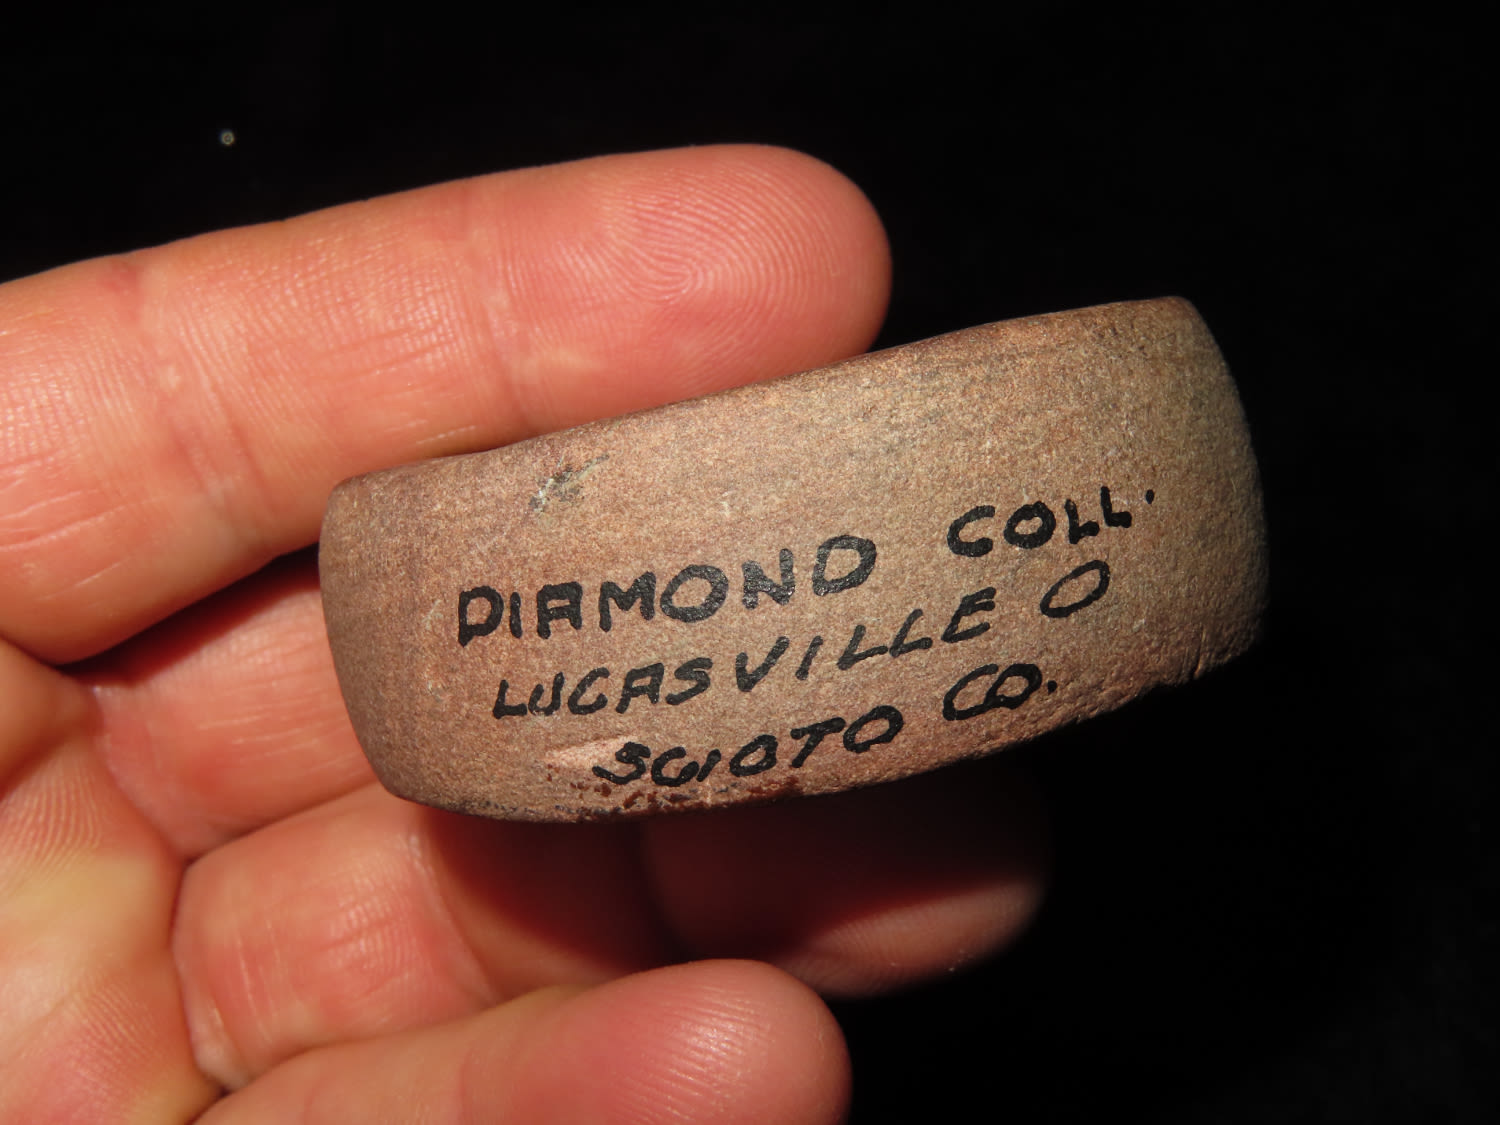 DIAMOND COLL.
LUCASVILLE O
SCIOTO CO.